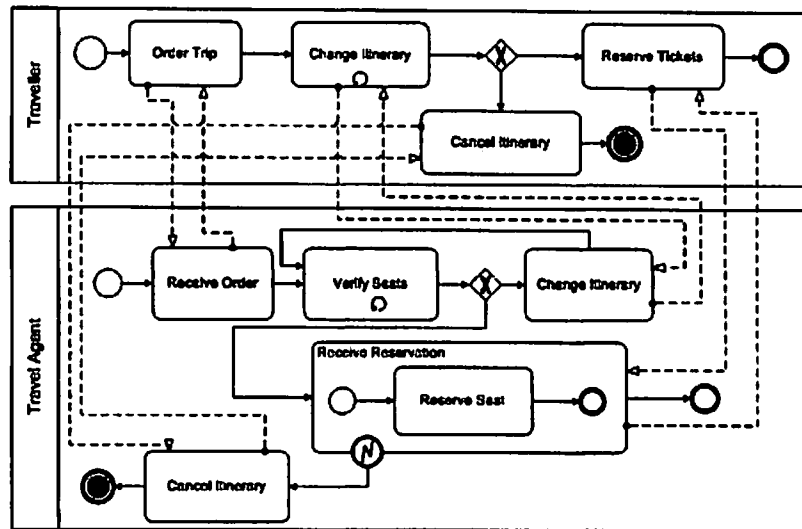 Traveller
Order Trip
Change Itinerary
Reserve Tickets
Cancel Itinerary
Travel Agent
Receive Order
Verify Seats
Change Itinerary
Receive Reservation
Reserve Seat
Cancel Itinerary